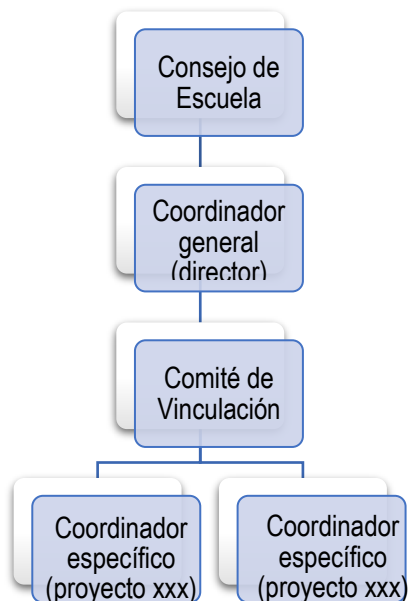 Consejo de
Escuela
Coordinador
general
(director)
Comité de
Vinculación
Coordinador
específico
(proyecto xxx)
Coordinador
específico
(proyecto xxx)